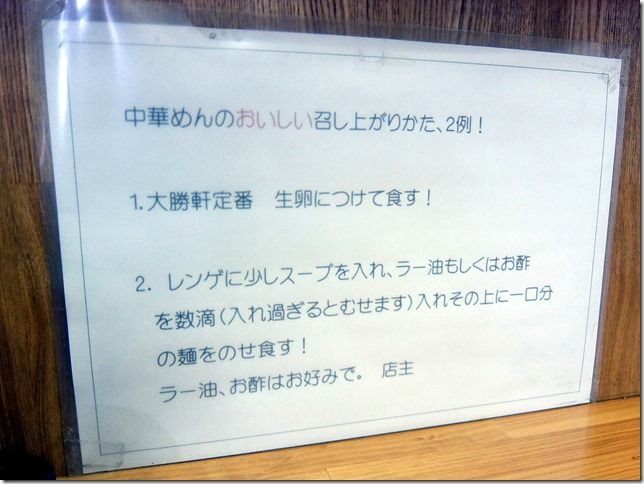 中華めんのおいしい召し上がりかた、2例！
1.大勝軒定番　生卵につけて食す！
2.　レンゲに少しスープを入れ、ラー油もしくはお酢
を数滴(入れ過ぎるとむせます)入れその上に一口分
の麺をのせ食す！
ラー油、お酢はお好みで。　店主